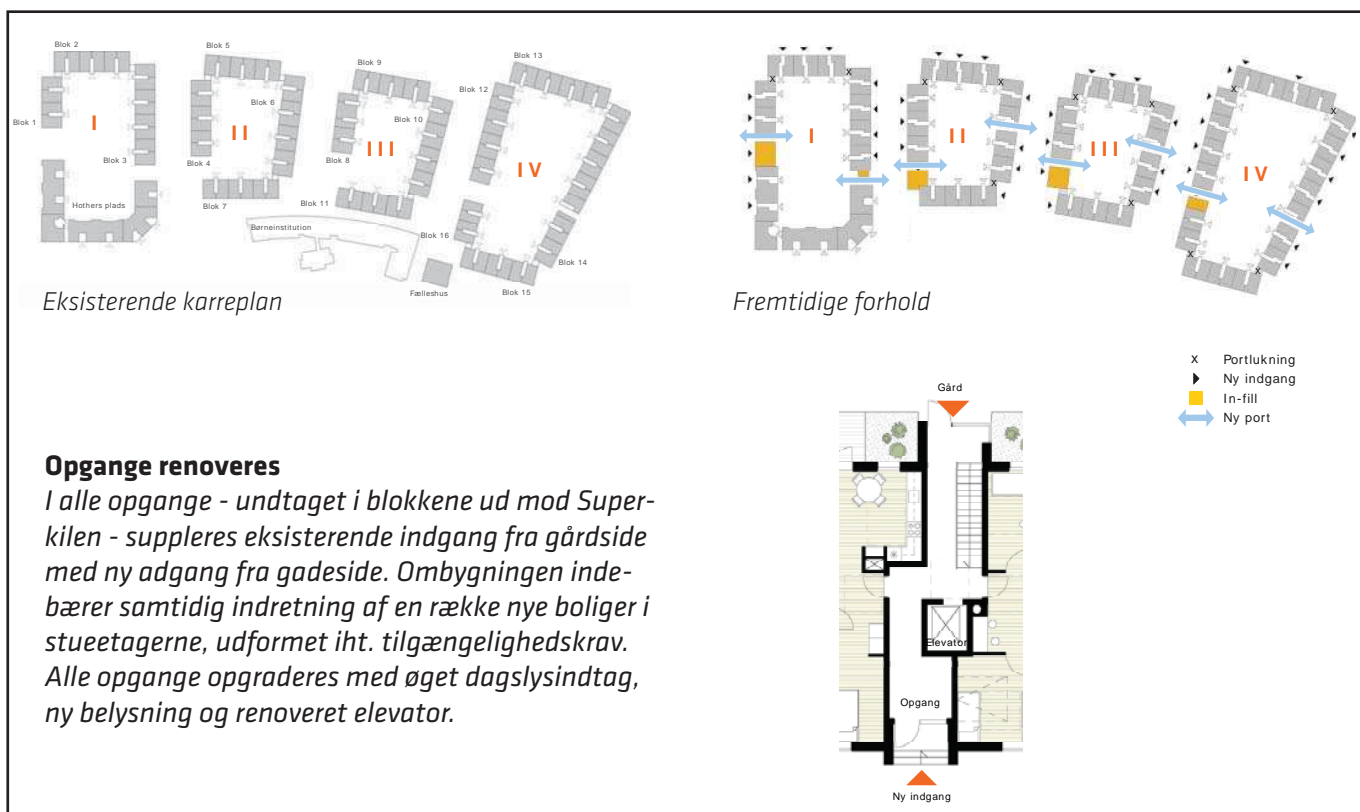 Blok 2
Blok 5
Blok 9
Blok 13
Blok 12
Blok 6
Blok 10
Blok 1
I
II
III
IV
Blok 3
Blok 4
Blok 8
Blok 7
Blok 11
Hothers plads
Børneinstitution
Blok 16
Blok 14
Blok 15
Fælleshus
Eksisterende karreplan
x
x
x
x
x
x
x
x
x
x
x
I
II
III
IV
Fremtidige forhold
x Portlukning
Ny indgang
In-fill
Ny port
Opgange renoveres
I alle opgange - undtaget i blokkene ud mod Super-
kilen - suppleres eksisterende indgang fra gårdside
med ny adgang fra gadeside. Ombygningen inde-
bærer samtidig indretning af en række nye boliger i
stueetagerne, udformet iht. tilgængelighedskrav.
Alle opgange opgraderes med øget dagslysindtag,
ny belysning og renoveret elevator.
Gård
Elevator
Opgang
Ny indgang